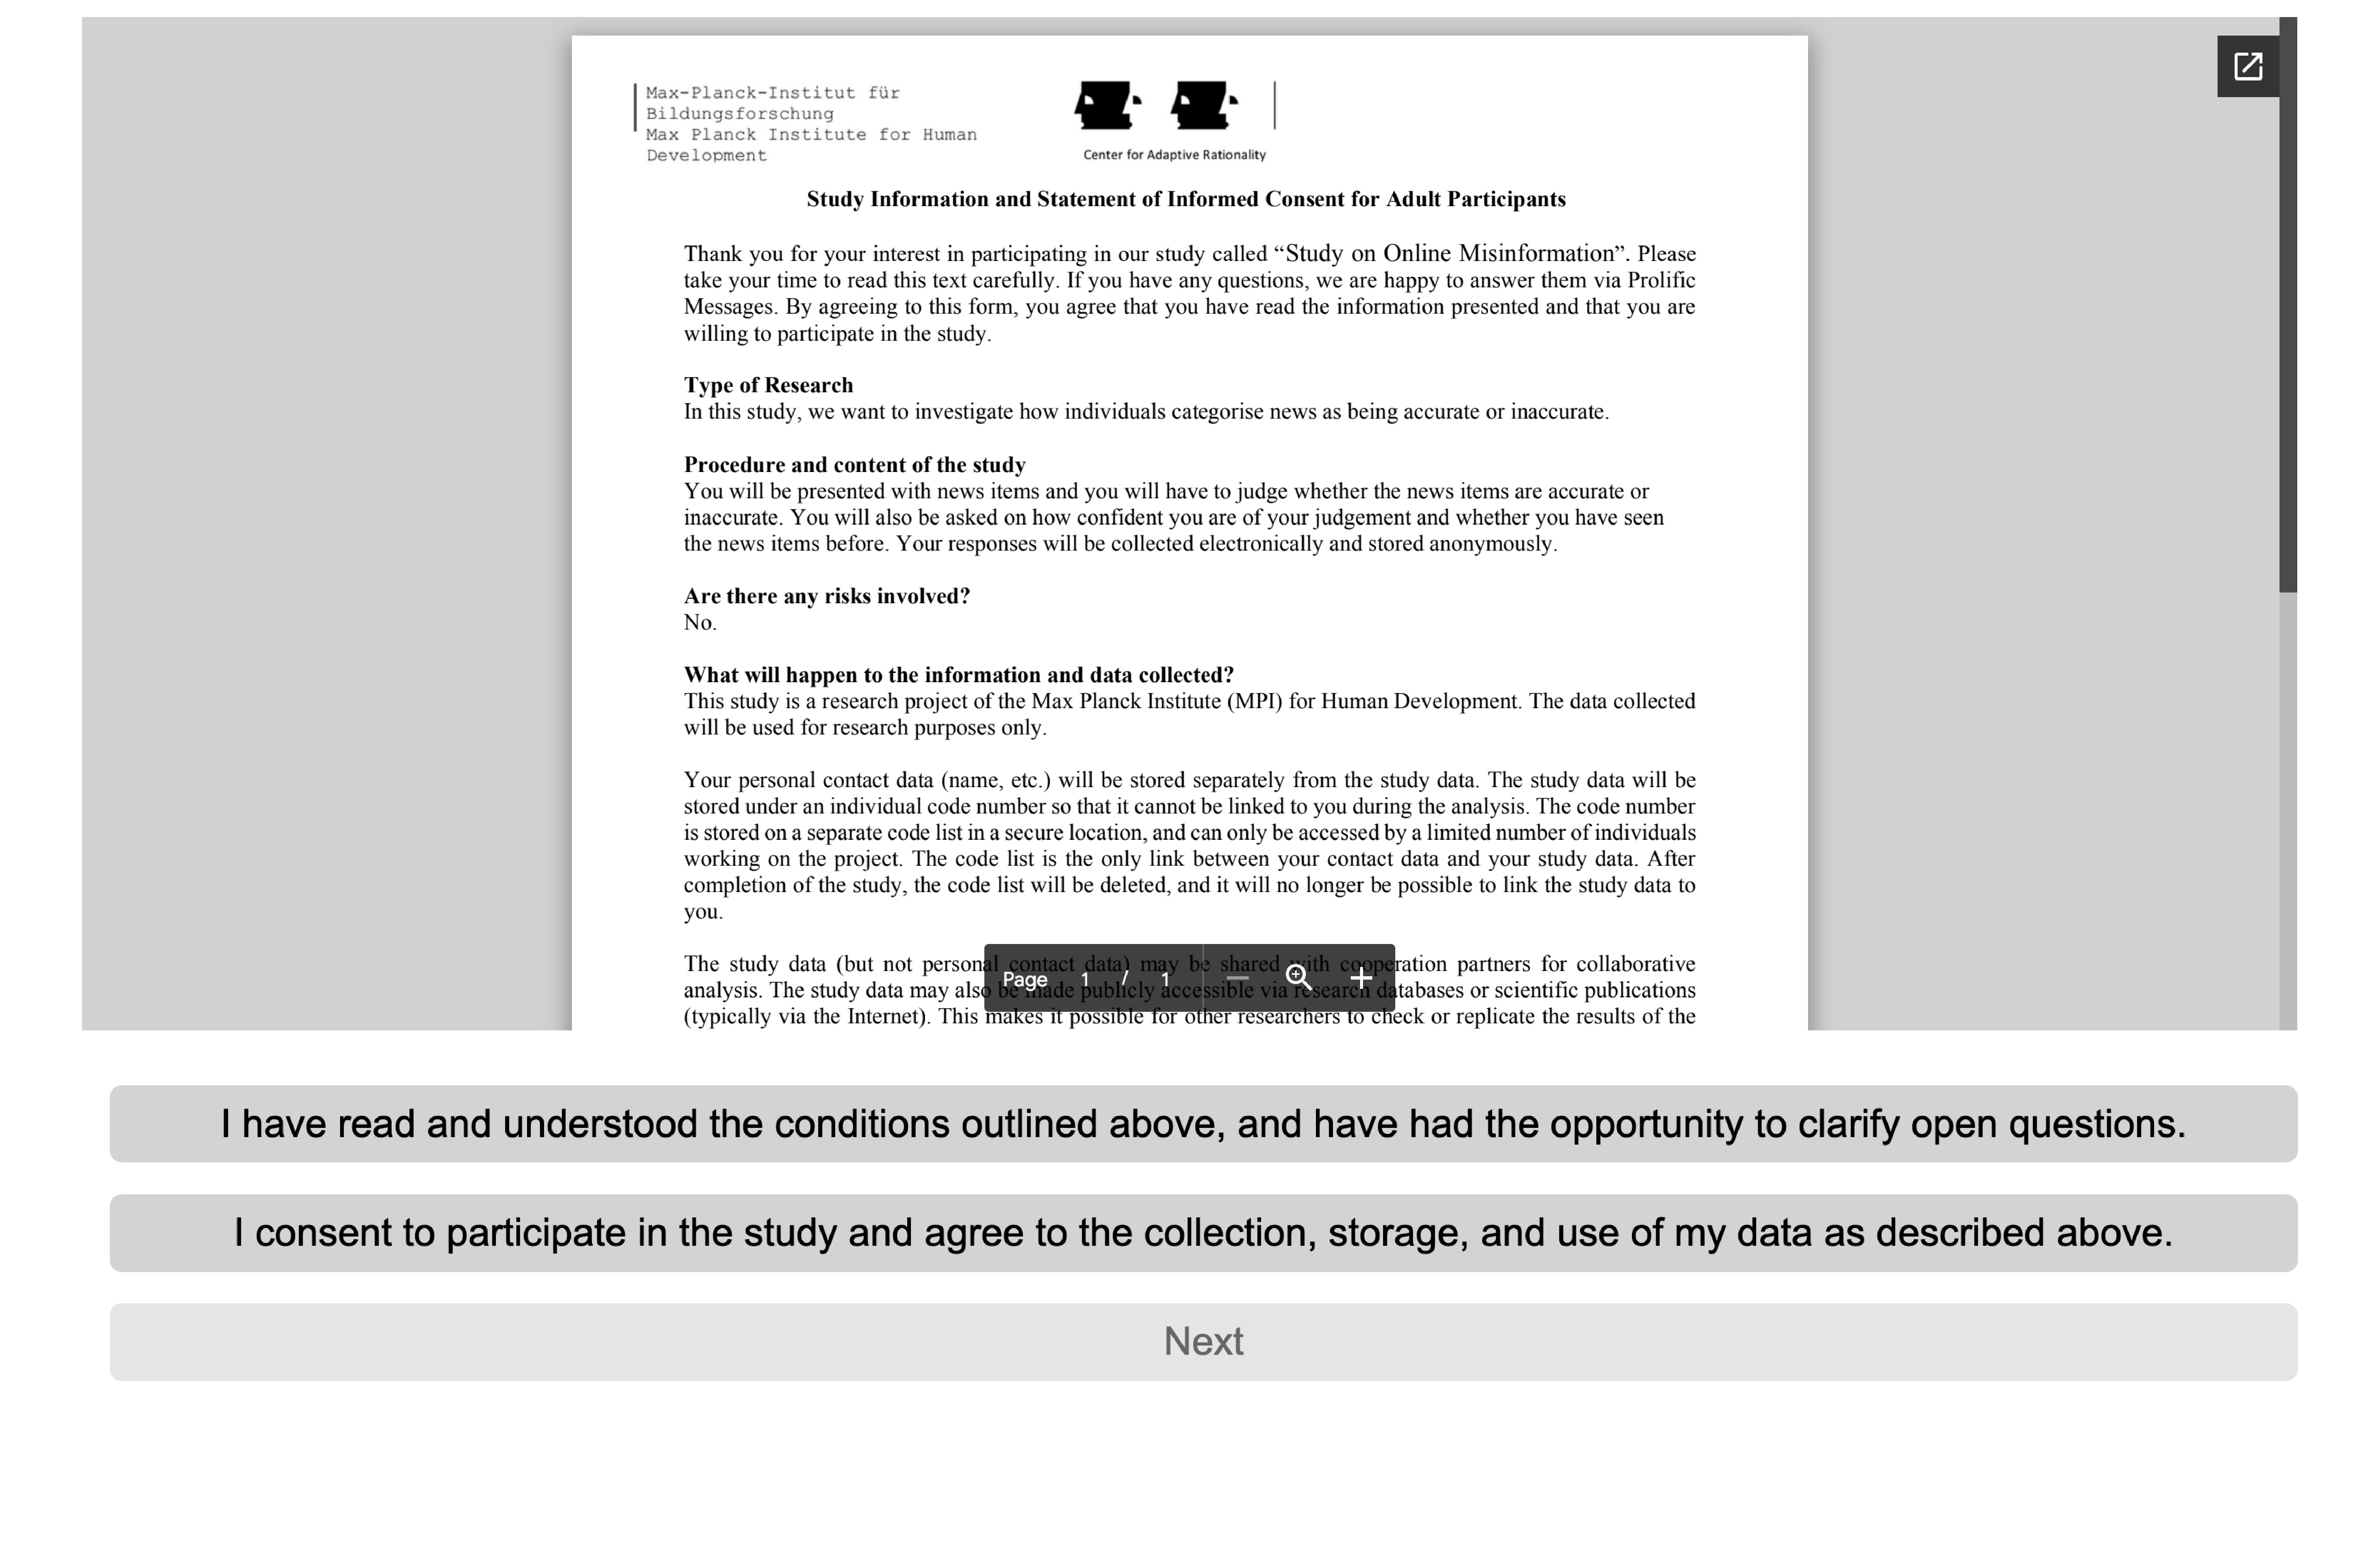 Max-Planck-Institut für
Bildungsforschung
Max Planck Institute for Human
Development
Center for Adaptive Rationality
Study Information and Statement of Informed Consent for Adult Participants
Thank you for your interest in participating in our study called “Study on Online Misinformation”. Please
take your time to read this text carefully. If you have any questions, we are happy to answer them via Prolific
Messages. By agreeing to this form, you agree that you have read the information presented and that you are
willing to participate in the study.
Type of Research
In this study, we want to investigate how individuals categorise news as being accurate or inaccurate.
Procedure and content of the study
You will be presented with news items and you will have to judge whether the news items are accurate or
inaccurate. You will also be asked on how confident you are of your judgement and whether you have seen
the news items before. Your responses will be collected electronically and stored anonymously.
Are there any risks involved?
No.
What will happen to the information and data collected?
This study is a research project of the Max Planck Institute (MPI) for Human Development. The data collected
will be used for research purposes only.
Your personal contact data (name, etc.) will be stored separately from the study data. The study data will be
stored under an individual code number so that it cannot be linked to you during the analysis. The code number
is stored on a separate code list in a secure location, and can only be accessed by a limited number of individuals
working on the project. The code list is the only link between your contact data and your study data. After
completion of the study, the code list will be deleted, and it will no longer be possible to link the study data to
you.
The study data (but not personal contact data) may be shared with cooperation partners for collaborative
analysis. The study data may also be made publicly accessible via research databases or scientific publications
(typically via the Internet). This makes it possible for other researchers to check or replicate the results of the
Page 1 / 1
I have read and understood the conditions outlined above, and have had the opportunity to clarify open questions.
I consent to participate in the study and agree to the collection, storage, and use of my data as described above.
Next